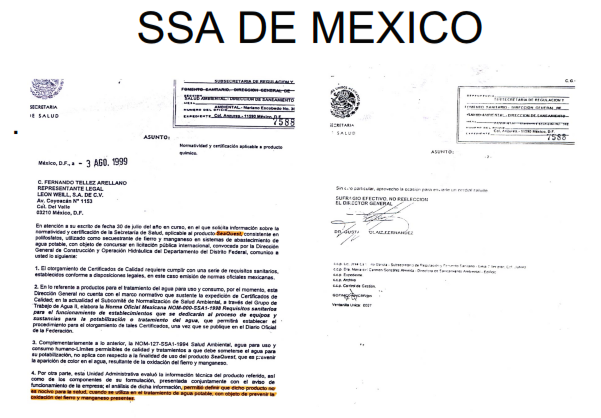 SSA DE MEXICO
SECRETARIA
SALUD
SUBSECRETARIA DE REGULACION Y
FOMENTO SANITARIO. DIRECCION GENERAL DE
SALUD AMBIENTAL.- DIRECCION DE SANEAMIENTO
AMBIENTAL.- Mariano Escobedo No.
EXPEDIENTE Col. Anzures.- 11590 México, D.F.
7588
ASUNTO:
Normatividad y certificación aplicable a producto
químico.
México, D.F., a - 3 AGO. 1999
C. FERNANDO TELLEZ ARELLANO
REPRESENTANTE LEGAL
LEON WEILL, S.A. DE C.V.
Av. Coyoacán N° 1153
Col. Del Valle
03210 México, D.F.
En atención a su escrito de fecha 30 de julio del año en curso, en el que solicita información sobre la
normatividad y certificación de la Secretaría de Salud, aplicable al producto SeaQuest, consistente en
polifosfatos, utilizado como secuestrante de fierro y manganeso en sistemas de abastecimiento de
agua potable, con objeto de concursar en licitación pública internacional, convocada por la Dirección
General de Construcción y Operación Hidráulica del Departamento del Distrito Federal, comunico a
usted lo siguiente:
1. El otorgamiento de Certificados de Calidad requiere cumplir con una serie de requisitos sanitarios,
establecidos conforme a disposiciones legales, en este caso emisión de normas oficiales mexicanas.
2. En lo referente a productos para el tratamiento del agua para uso y consumo, por el momento, esta
Dirección General no cuenta con el marco normativo que sustente la expedición de Certificados de
Calidad; en la actualidad el Subcomité de Normalización de Salud Ambiental, a través del Grupo de
Trabajo de Agua II, elabora la Norma Oficial Mexicana NOM-000-SSA1-1998 Requisitos sanitarios
para el funcionamiento de establecimientos que se dedicarán al proceso de equipos y
sustancias para la potabilización o tratamiento del agua, que permitirá establecer el
procedimiento para el otorgamiento de tales Certificados, una vez que se publique en el Diario Oficial
de la Federación.
3. Complementariamente a lo anterior, la NOM-127-SSA1-1994 Salud Ambiental, agua para uso y
consumo humano-Límites permisibles de calidad y tratamientos a que debe someterse el agua para
su potabilización, no aplica con respecto a la finalidad de uso del producto SeaQuest, que es prevenir
la aparición de color en el agua, resultante de la oxidación del fierro y manganeso.
4. Por otra parte, esta Unidad Administrativa evaluó la información técnica del producto referido, así
como de los componentes de su formulación, presentada conjuntamente con el aviso de
funcionamiento de la empresa; el análisis de dicha información, permitió definir que dicho producto no
es nocivo para la salud, cuando se utiliza en el tratamiento de agua potable, con objeto de prevenir la
oxidación del fierro y manganeso presentes.
SECRETARIA
SALUD
SUBSECRETARIA DE REGULACION Y
FOMENTO SANITARIO. DIRECCION GENERAL DE
SALUD AMBIENTAL.- DIRECCION DE SANEAMIENTO
Col. Anzures.- 11590 México, D.F.
7588
ASUNTO:
Sin otro particular, aprovecho la ocasión para enviarle un cordial saludo.
SUFRAGIO EFECTIVO. NO REELECCION
EL DIRECTOR GENERAL
c.c.p. Expediente
c.c.p. Archivo
Ventanilla Unica